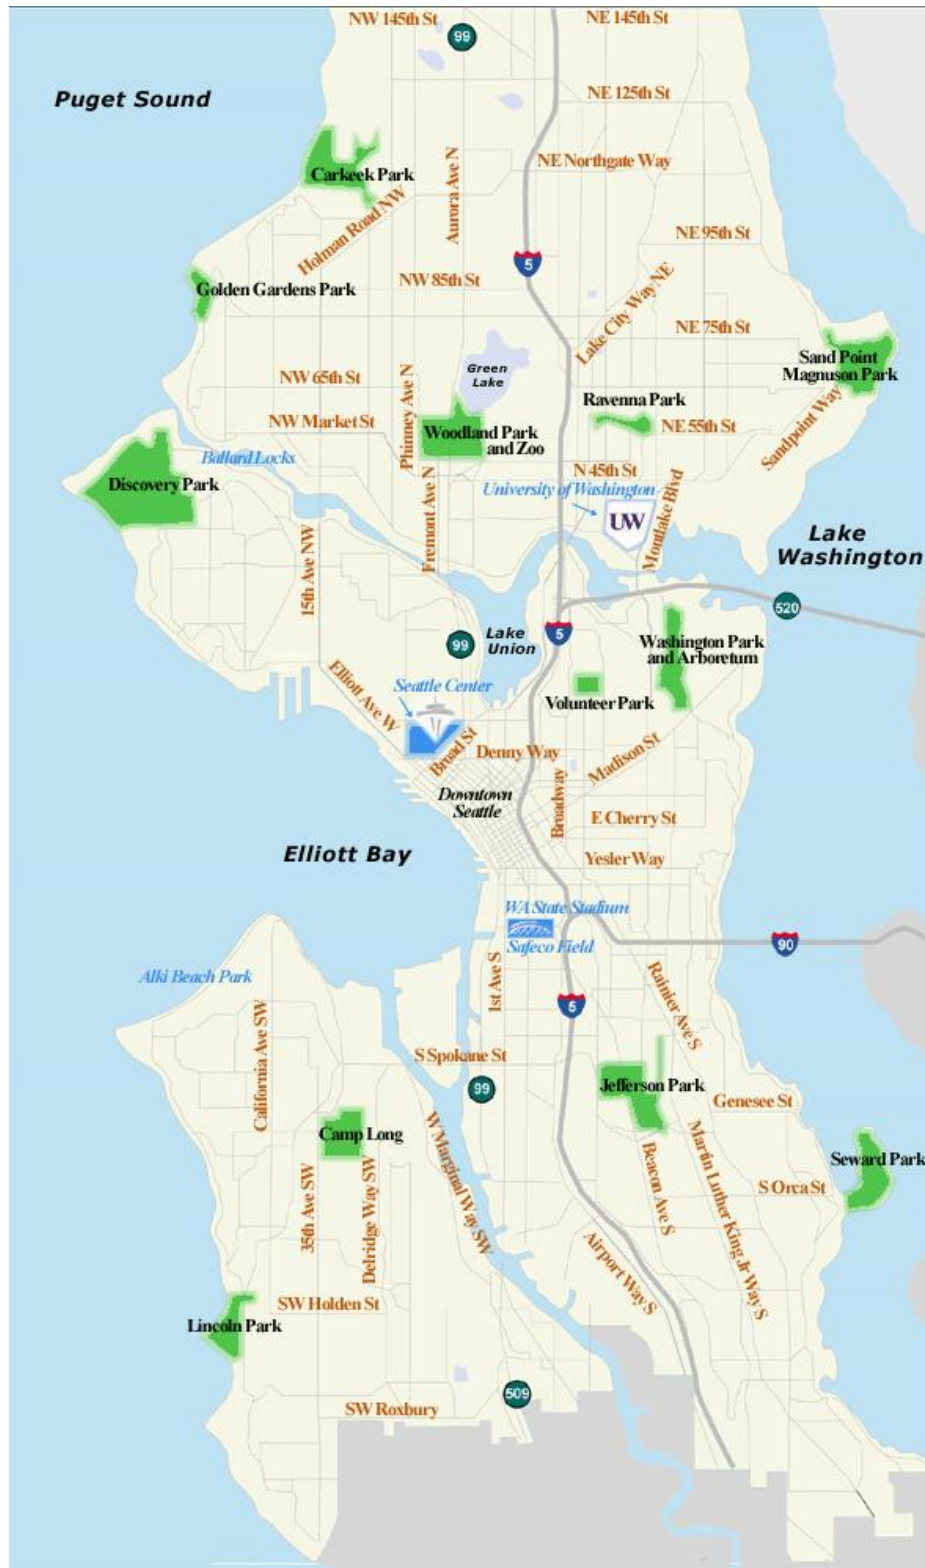 NW 145th St
NE 145th St
99
Puget Sound
NE 125th St
NE Northgate Way
Carkeek Park
Aurora Ave N
Holman Road NW
NE 95th St
5
NW 85th St
Golden Gardens Park
Lake City Way NE
NE 75th St
Green
Lake
Sand Point
Magnuson Park
NW 65th St
Phinney Ave N
Ravenna Park
NW Market St
Woodland Park
and Zoo
NE 55th St
Sandpoint Way
Ballard Locks
Discovery Park
N 45th St
University of Washington
UW
Montlake Blvd
Fremont Ave N
Lake
Washington
15th Ave NW
520
99
Lake
Union
5
Washington Park
and Arboretum
Elliott Ave W
Seattle Center
Volunteer Park
Broad St
Denny Way
Madison St
Downtown
Seattle
Broadway
E Cherry St
Elliott Bay
Yesler Way
WA State Stadium
Safeco Field
90
Alki Beach Park
1st Ave S
Rainier Ave S
5
California Ave SW
S Spokane St
99
Jefferson Park
Genesee St
Camp Long
W Marginal Way SW
Beacon Ave S
Martin Luther King Jr Way S
Seward Park
S Orca St
35th Ave SW
Delridge Way SW
Airport Way S
SW Holden St
Lincoln Park
509
SW Roxbury